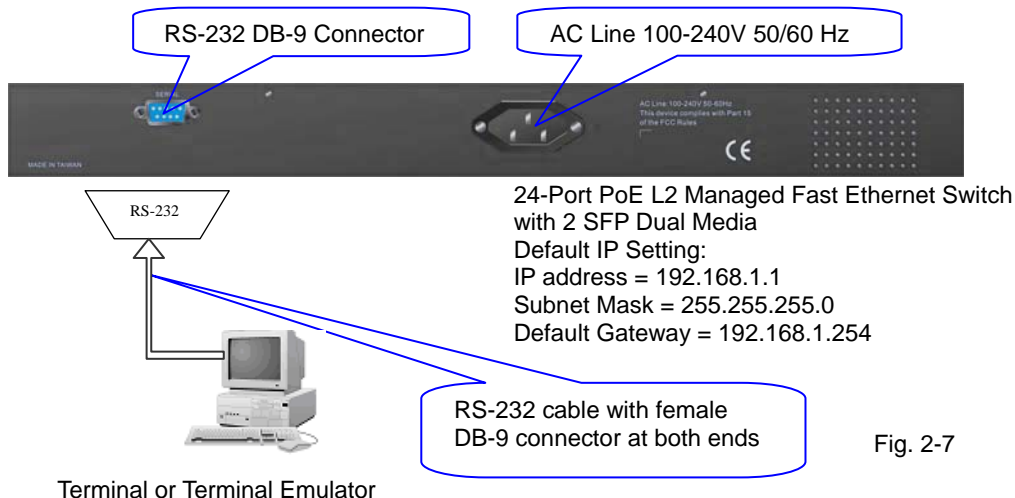 RS-232 DB-9 Connector
AC Line 100-240V 50/60 Hz
SERIAL
AC Line: 100-240V 50-60Hz
This device complies with Part 15
of the FCC Rules
CE
MADE IN TAIWAN
RS-232
24-Port PoE L2 Managed Fast Ethernet Switch
with 2 SFP Dual Media
Default IP Setting:
IP address = 192.168.1.1
Subnet Mask = 255.255.255.0
Default Gateway = 192.168.1.254
RS-232 cable with female
DB-9 connector at both ends
Fig. 2-7
Terminal or Terminal Emulator